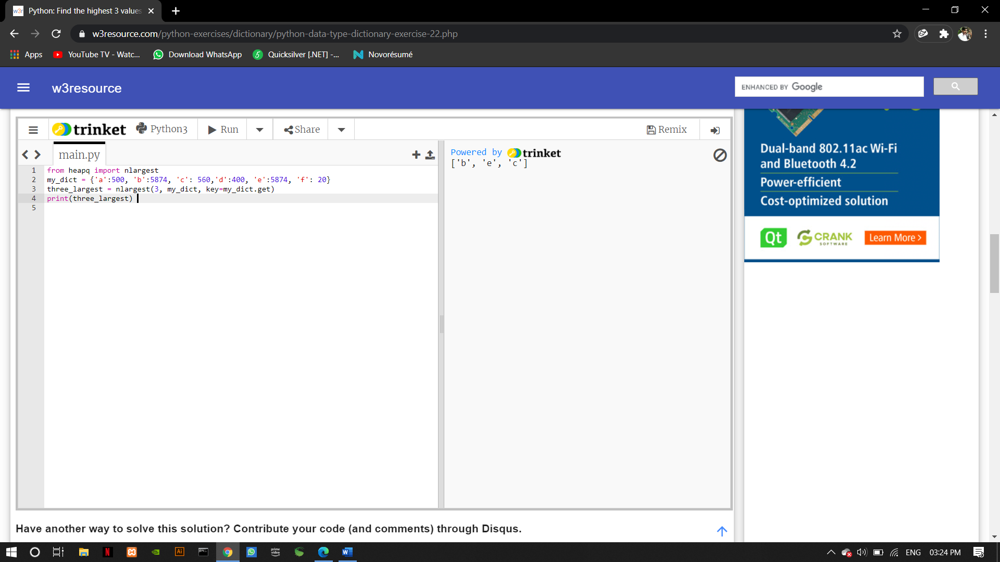 w3r Python: Find the highest 3 values
w3resource.com/python-exercises/dictionary/python-data-type-dictionary-exercise-22.php
Apps YouTube TV - Watc... Download WhatsApp Quicksilver [.NET] -... Novorésumé
w3resource
ENHANCED BY Google
trinket Python3 Run Share Remix
main.py
1 from heapq import nlargest
2 my_dict = {'a':500, 'b':5874, 'c': 560,'d':400, 'e':5874, 'f': 20}
3 three_largest = nlargest(3, my_dict, key=my_dict.get)
4 print(three_largest)
5
Powered by trinket
['b', 'e', 'c']
Dual-band 802.11ac Wi-Fi
and Bluetooth 4.2
Power-efficient
Cost-optimized solution
Qt CRANK SOFTWARE Learn More >
Have another way to solve this solution? Contribute your code (and comments) through Disqus.
N Ai prime video W ENG 03:24 PM